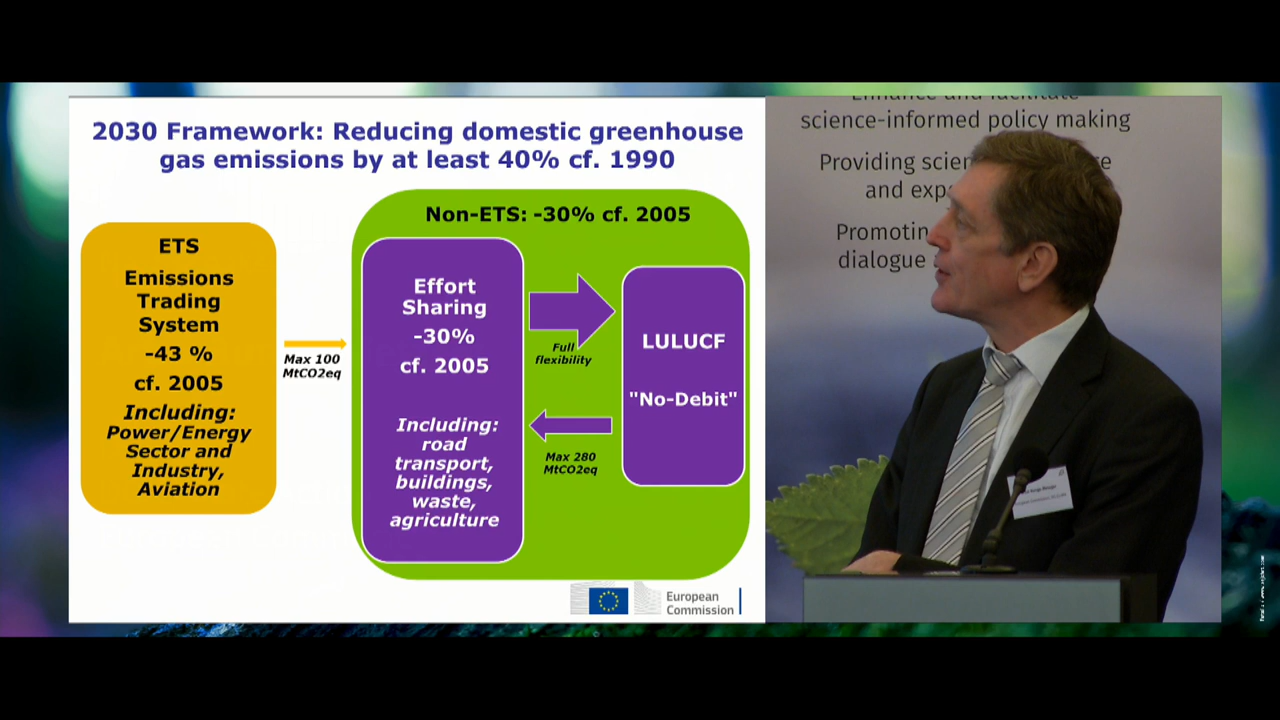 2030 Framework: Reducing domestic greenhouse
gas emissions by at least 40% cf. 1990
ETS
Emissions
Trading
System
-43 %
cf. 2005
Including:
Power/Energy
Sector and
Industry,
Aviation
Max 100
MtCO2eq
Non-ETS: -30% cf. 2005
Effort
Sharing
-30%
cf. 2005
Including:
road
transport,
buildings,
waste,
agriculture
Full
flexibility
Max 280
MtCO2eq
LULUCF
"No-Debit"
European
Commission
Enhance and facilitate
science-informed policy making
Providing
and
dialogue